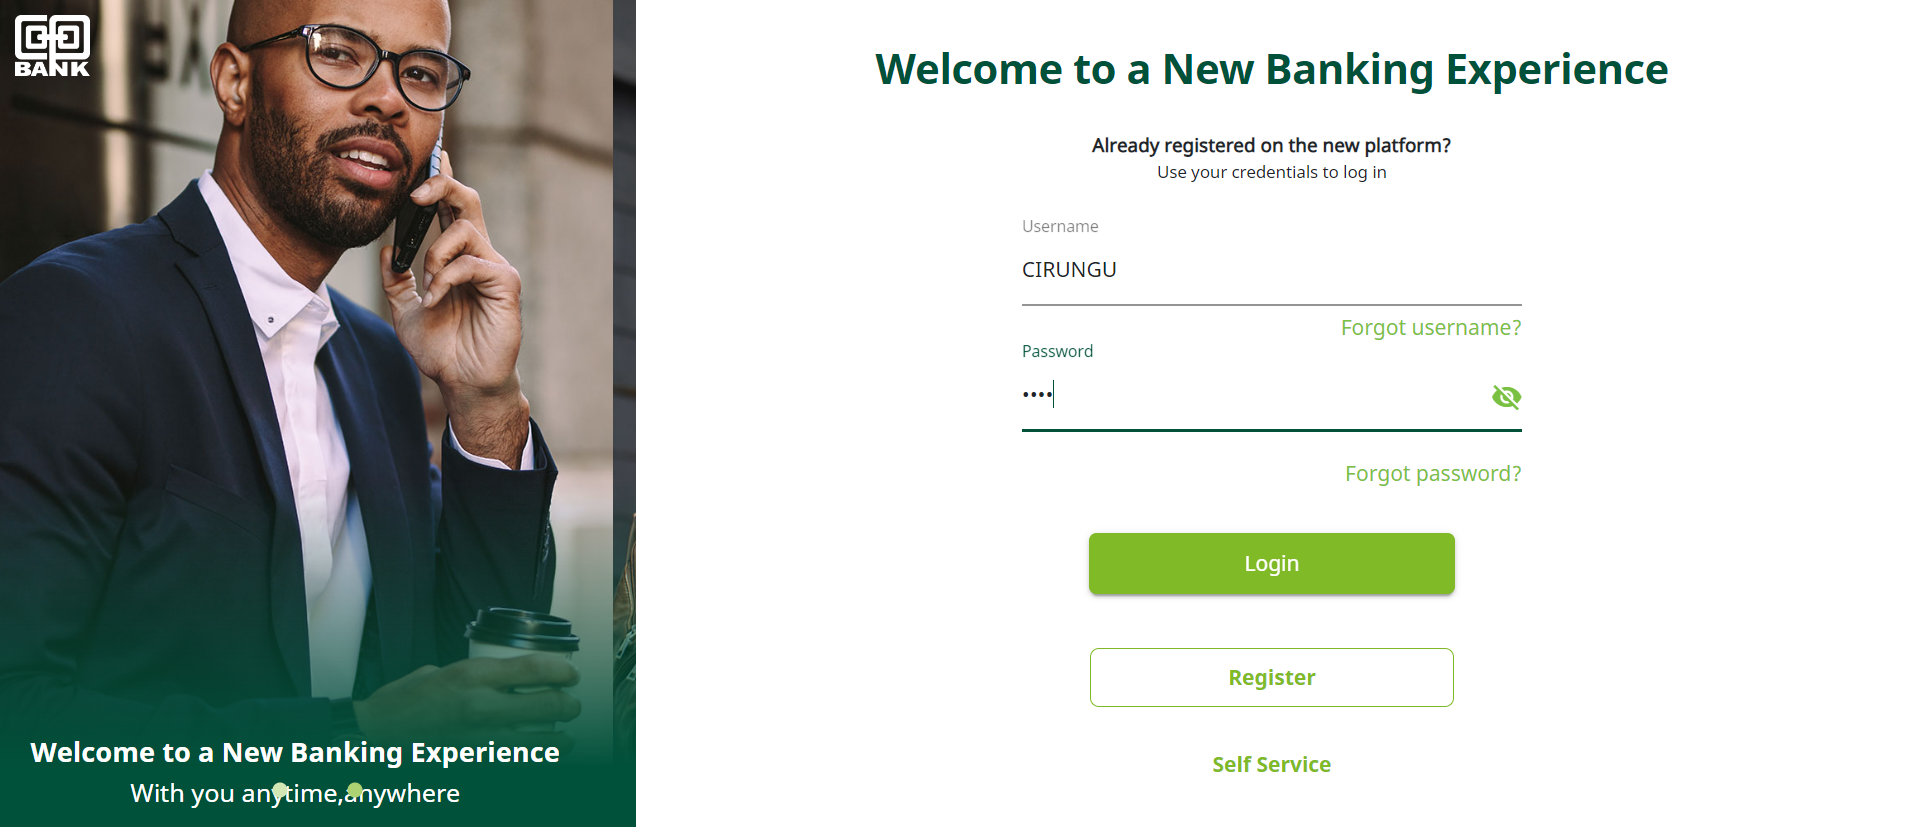 BANK
Welcome to a New Banking Experience
With you anytime,anywhere
Welcome to a New Banking Experience
Already registered on the new platform?
Use your credentials to log in
Username
CIRUNGU
Forgot username?
Password
••••
Forgot password?
Login
Register
Self Service